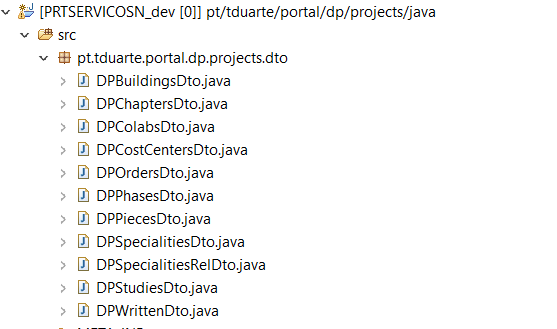 [PRTSERVICOSN_dev [0]] pt/tduarte/portal/dp/projects/java
src
pt.tduarte.portal.dp.projects.dto
DPBuildingsDto.java
DPChaptersDto.java
DPColabsDto.java
DPCostCentersDto.java
DPOrdersDto.java
DPPhasesDto.java
DPPiecesDto.java
DPSpecialitiesDto.java
DPSpecialitiesRelDto.java
DPStudiesDto.java
DPWrittenDto.java